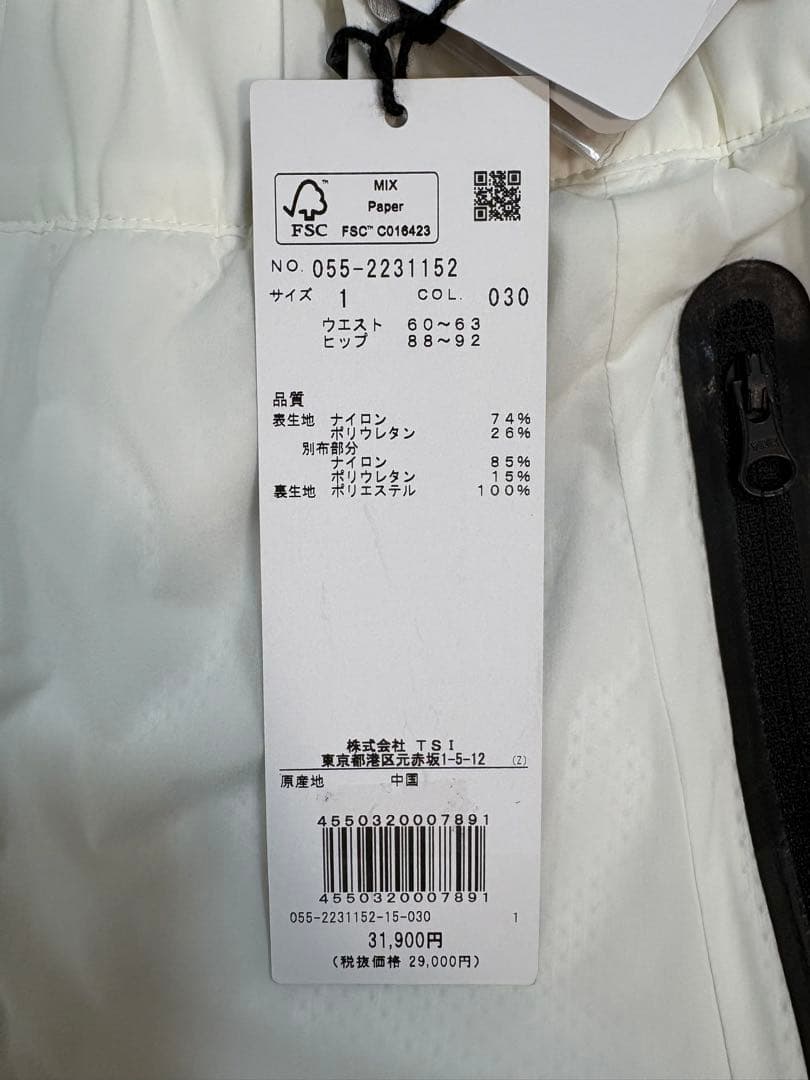 MIX
Paper
FSC™ C016423
FSC
NO. 055-2231152
サイズ 1 COL. 030
ウエスト 60～63
ヒップ 88～92
品質
表生地 ナイロン 74%
ポリウレタン 26%
別布部分
ナイロン 85%
ポリウレタン 15%
裏生地 ポリエステル 100%
株式会社 TSI
東京都港区元赤坂1-5-12 (Z)
原産地 中国
4550320007891
4550320007891
055-2231152-15-030 1
31,900円
(税抜価格 29,000円)